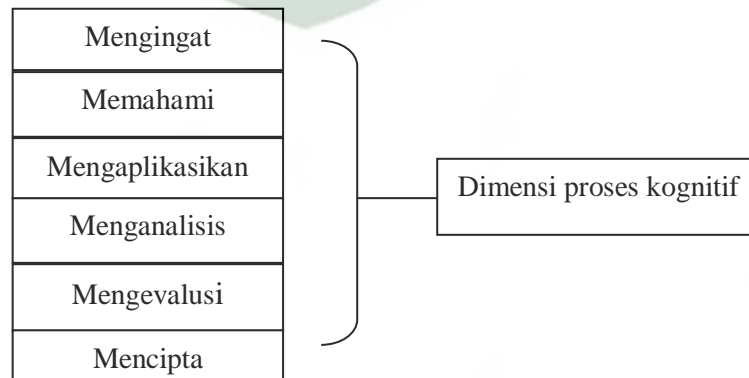 Mengingat
Memahami
Mengaplikasikan
Menganalisis
Mengevalusi
Mencipta
Dimensi proses kognitif